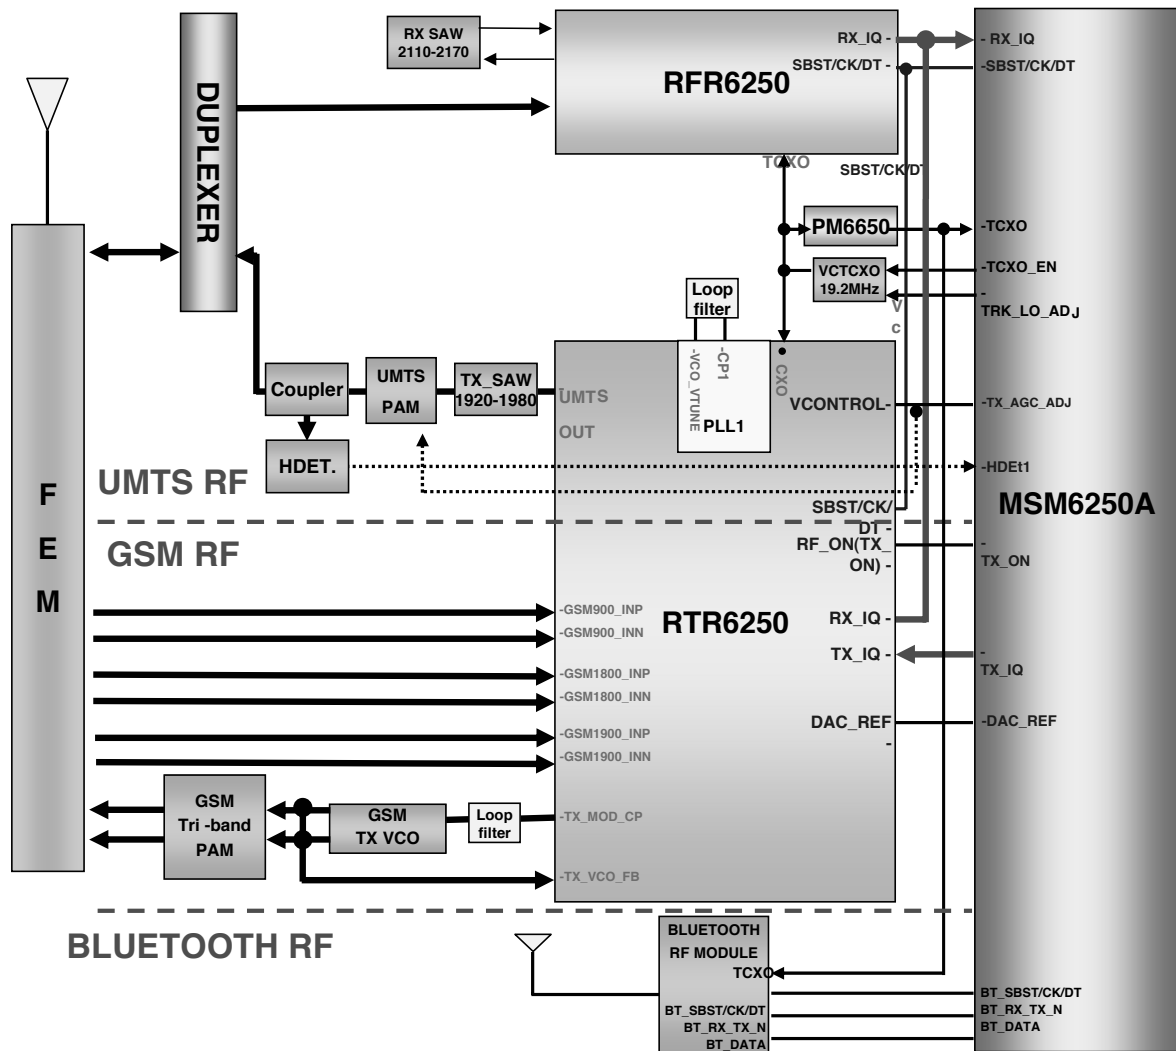 RX SAW
2110-2170
DUPLEXER
RX_IQ -
SBST/CK/DT -
RFR6250
TCXO
SBST/CK/DT
- RX_IQ
-SBST/CK/DT
PM6650
-TCXO
VCTCXO
19.2MHz
-TCXO_EN
-
TRK_LO_ADJ
Vc
Loop
filter
-VCO_VTUNE
-CP1
CXO
PLL1
Coupler
UMTS
PAM
TX_SAW
1920-1980
UMTS
OUT
VCONTROL-
-TX_AGC_ADJ
HDET.
-HDEt1
UMTS RF
MSM6250A
FEM
SBST/CK/
DT -
GSM RF
RF_ON(TX_
ON) -
-
TX_ON
-GSM900_INP
-GSM900_INN
RTR6250
RX_IQ -
TX_IQ -
-
TX_IQ
-GSM1800_INP
-GSM1800_INN
DAC_REF
-
-DAC_REF
-GSM1900_INP
-GSM1900_INN
GSM
Tri -band
PAM
GSM
TX VCO
Loop
filter
-TX_MOD_CP
-TX_VCO_FB
BLUETOOTH RF
BLUETOOTH
RF MODULE
TCXO
BT_SBST/CK/DT
BT_RX_TX_N
BT_DATA
BT_SBST/CK/DT
BT_RX_TX_N
BT_DATA